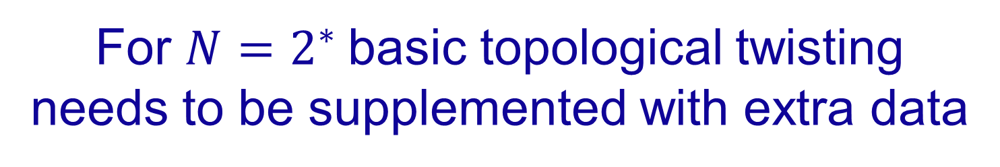 For 𝑁 = 2* basic topological twisting
needs to be supplemented with extra data